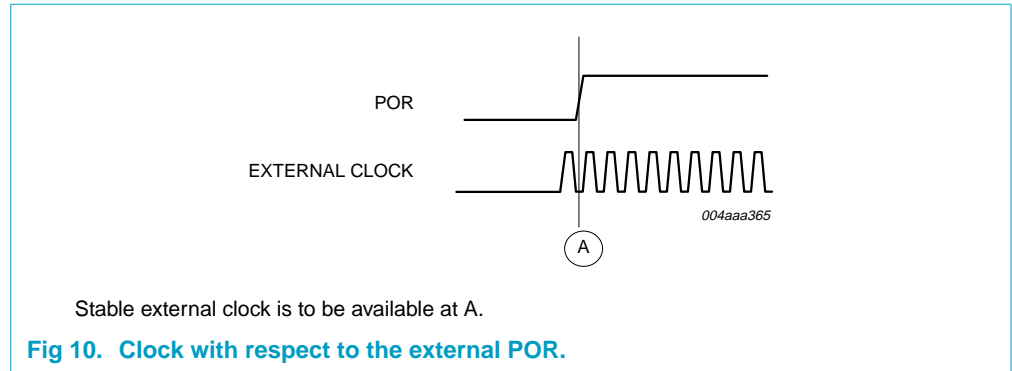 POR
EXTERNAL CLOCK
004aaa365
A
Stable external clock is to be available at A.
Fig 10. Clock with respect to the external POR.